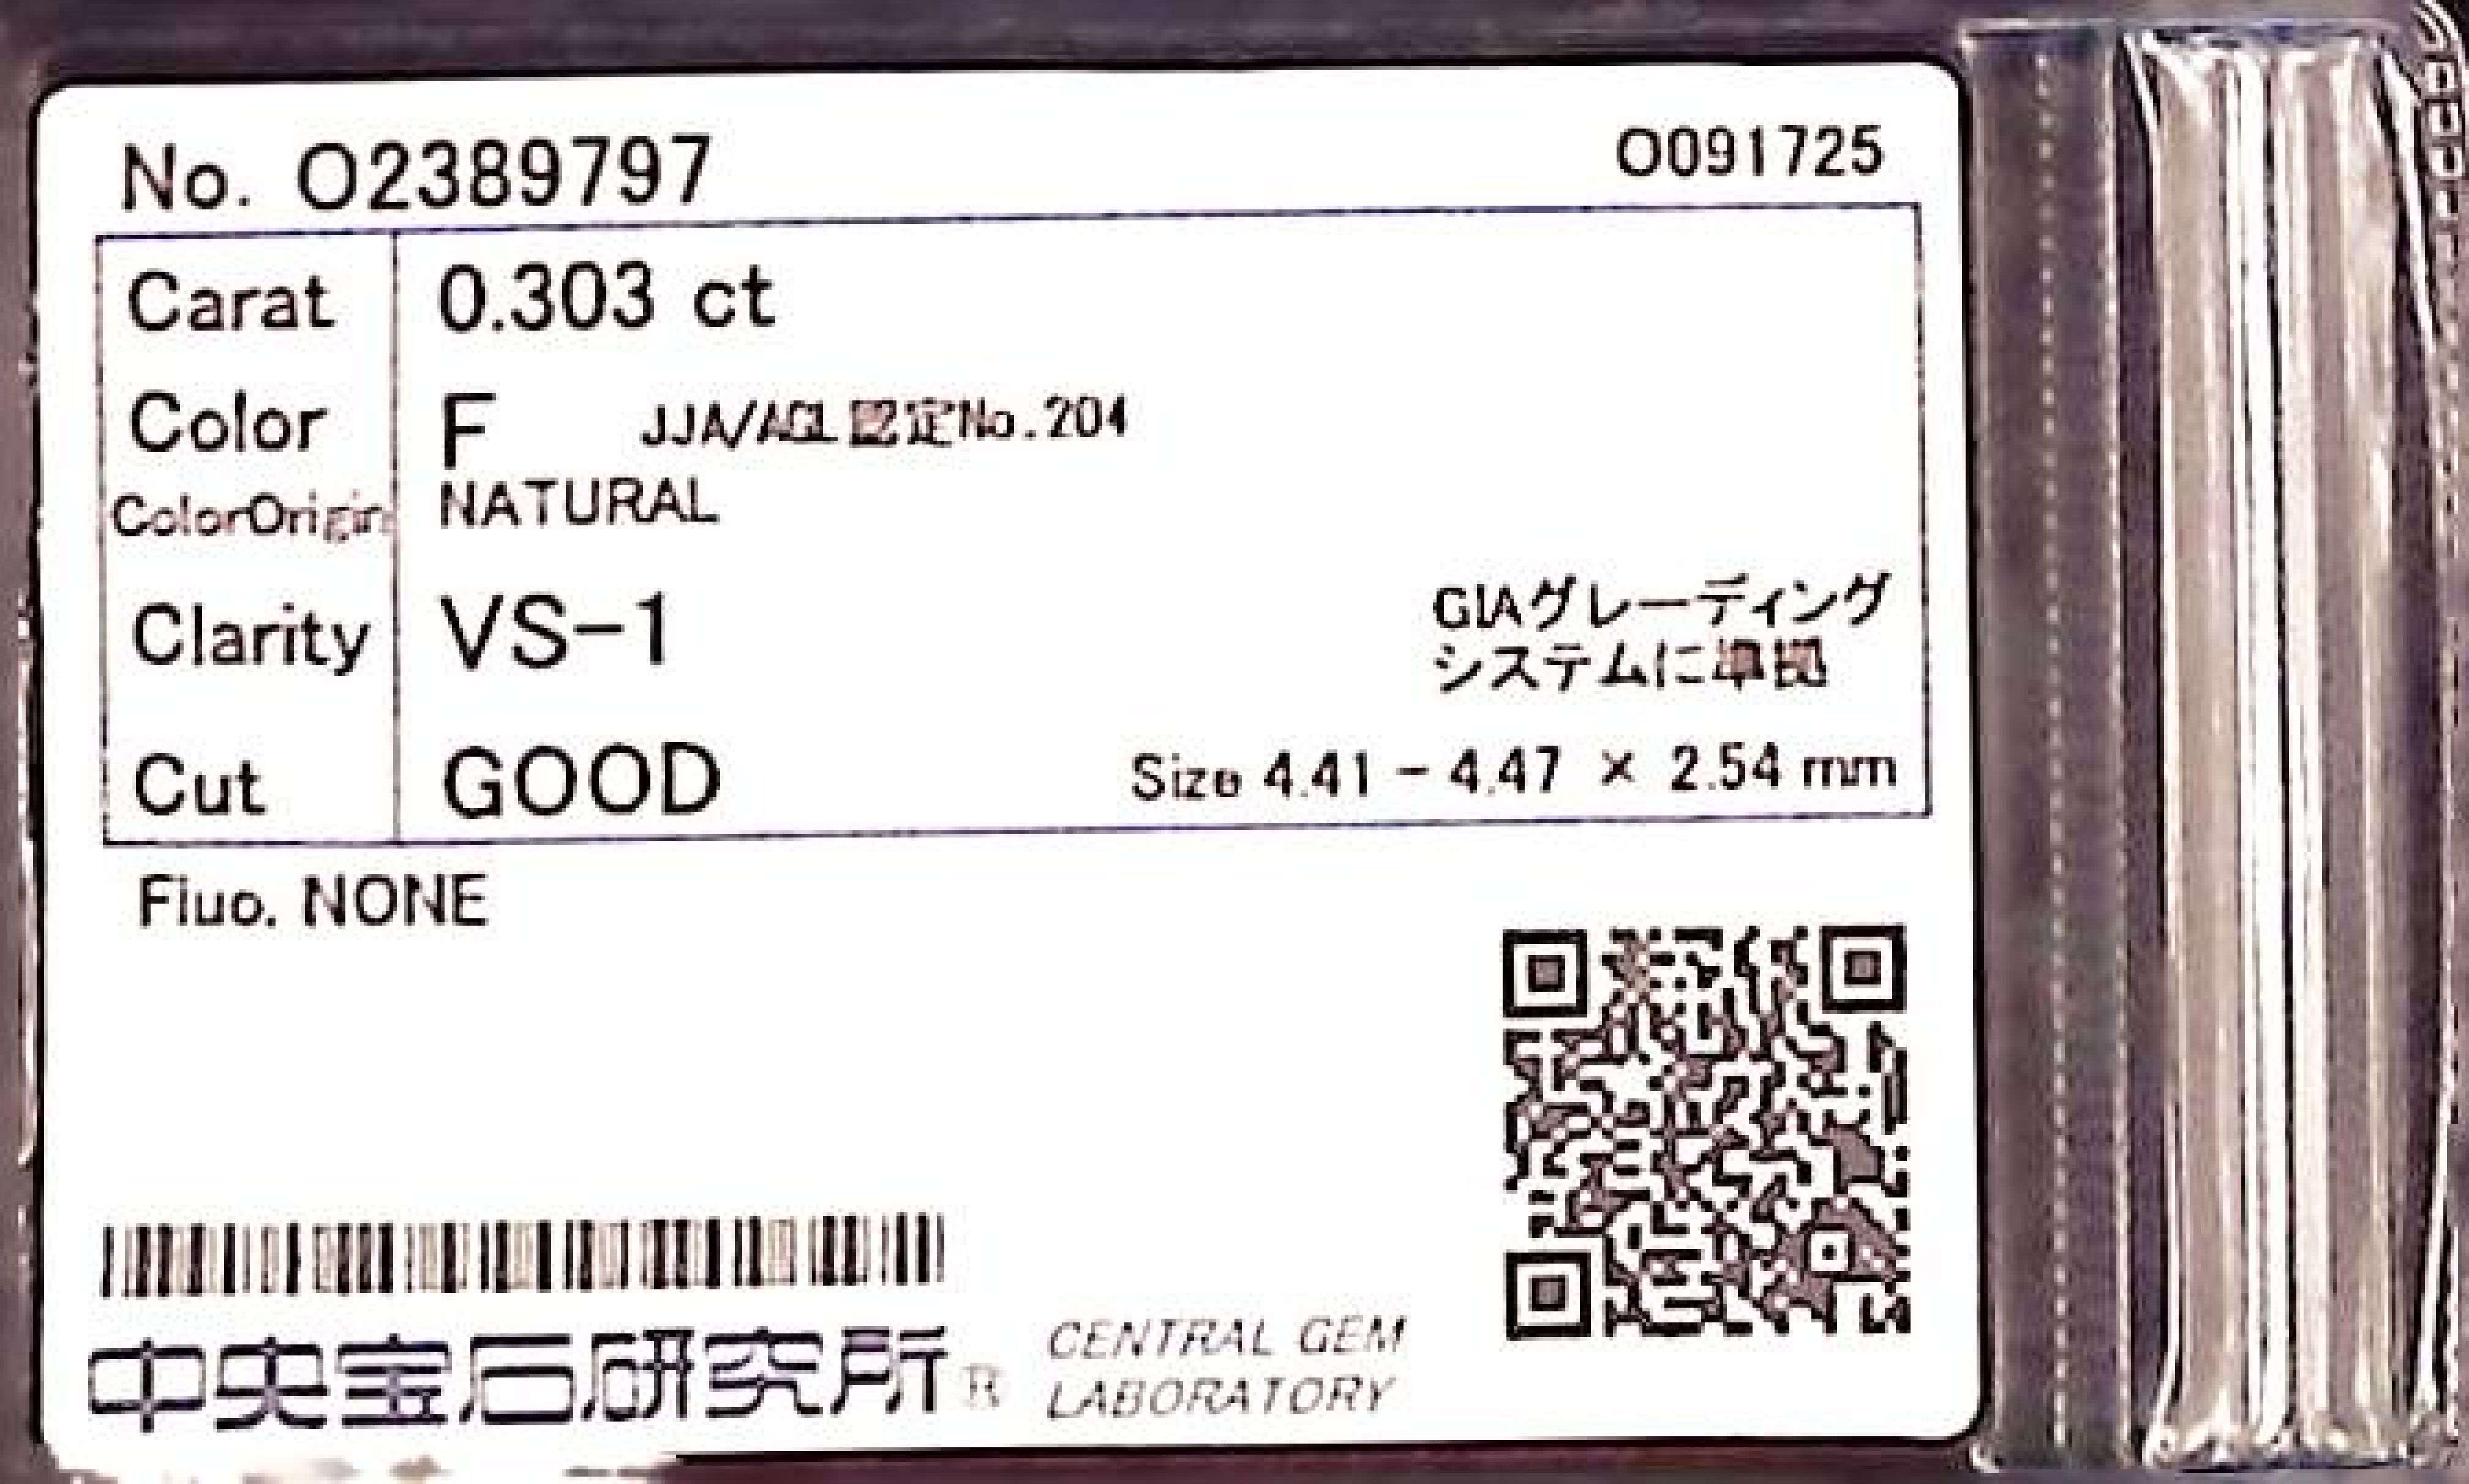 No. O2389797
O091725
Carat 0.303 ct
Color F JJA/AGL認定No.204
ColorOrigin NATURAL
Clarity VS-1
GIAグレーディング
システムに準拠
Cut GOOD Size 4.41 - 4.47 × 2.54 mm
Fluo. NONE
中央宝石研究所®
CENTRAL GEM
LABORATORY